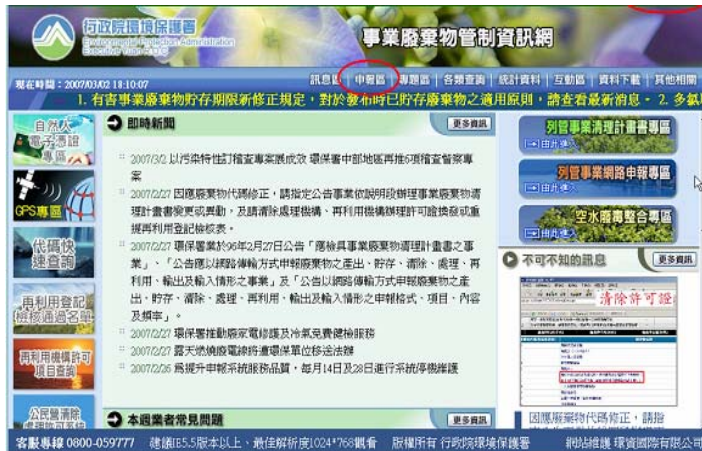 行政院環境保護署
Environmental Protection Administration
Executive Yuan R.O.C.
事業廢棄物管制資訊網
現在時間：2007/03/02 18:10:07
訊息區 | 申報區 | 專題區 | 各類查詢 | 統計資料 | 互動區 | 資料下載 | 其他相關
1. 有害事業廢棄物貯存期限新修正規定，對於發布時已貯存廢棄物之適用原則，請查看最新消息。2. 多氯
自然人
電子憑證
專區
GPS專區
代碼快
速查詢
再利用登記
檢核通過名單
再利用機構許可
項目查詢
公民營清除
即時新聞
更多資訊
2007/3/2 以污染特性訂稽查專案展成效 環保署中部地區再推6項稽查督察專
案
2007/2/27 因應廢棄物代碼修正，請指定公告事業依說明段辦理事業廢棄物清
理計畫書變更或異動，及請清除處理機構、再利用機構辦理許可證換發或重
提再利用登記檢核表。
2007/2/27 環保署業於96年2月27日公告「應檢具事業廢棄物清理計畫書之事
業」、「公告應以網路傳輸方式申報廢棄物之產出、貯存、清除、處理、再
利用、輸出及輸入情形之事業」及「公告以網路傳輸方式申報廢棄物之產
出、貯存、清除、處理、再利用、輸出及輸入情形之申報格式、項目、內容
及頻率」。
2007/2/27 環保署推動廢家電修護及冷氣免費健檢服務
2007/2/27 露天燃燒廢電線折遭環保單位移送法辦
2007/2/26 為提升申報系統服務品質，每月14日及28日進行系統停機維護
本週業者常見問題
更多資訊
列管事業清理計畫書專區
由此進入
列管事業網路申報專區
由此進入
空水廢毒整合專區
由此進入
不可不知的訊息
更多資訊
清除許可證
因應廢棄物代碼修正，請指
客服專線 0800-059777 建議IE5.5版本以上、最佳解析度1024*768觀看 版權所有 行政院環境保護署 網站維護 環資國際有限公司